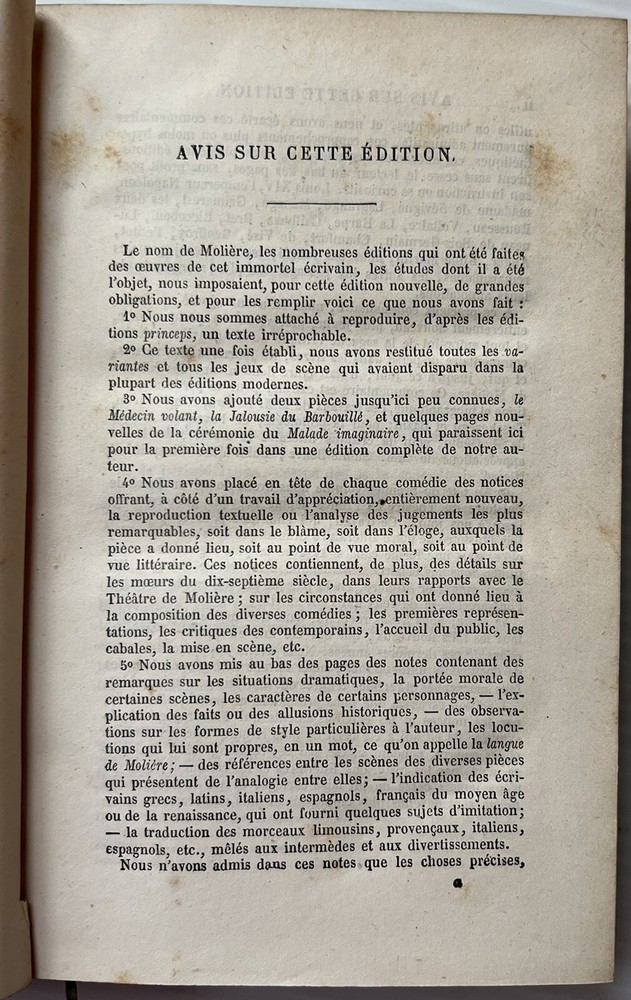 AVIS SUR CETTE ÉDITION.
Le nom de Molière, les nombreuses éditions qui ont été faites
des œuvres de cet immortel écrivain, les études dont il a été
l'objet, nous imposaient, pour cette édition nouvelle, de grandes
obligations, et pour les remplir voici ce que nous avons fait :
1o Nous nous sommes attaché à reproduire, d'après les édi-
tions princeps, un texte irréprochable.
2o Ce texte une fois établi, nous avons restitué toutes les va-
riantes et tous les jeux de scène qui avaient disparu dans la
plupart des éditions modernes.
3o Nous avons ajouté deux pièces jusqu'ici peu connues, le
Médecin volant, la Jalousie du Barbouillé, et quelques pages nou-
velles de la cérémonie du Malade imaginaire, qui paraissent ici
pour la première fois dans une édition complète de notre au-
teur.
4o Nous avons placé en tête de chaque comédie des notices
offrant, à côté d'un travail d'appréciation, entièrement nouveau,
la reproduction textuelle ou l'analyse des jugements les plus
remarquables, soit dans le blâme, soit dans l'éloge, auxquels la
pièce a donné lieu, soit au point de vue moral, soit au point de
vue littéraire. Ces notices contiennent, de plus, des détails sur
les mœurs du dix-septième siècle, dans leurs rapports avec le
Théâtre de Molière ; sur les circonstances qui ont donné lieu à
la composition des diverses comédies ; les premières représen-
tations, les critiques des contemporains, l'accueil du public, les
cabales, la mise en scène, etc.
5o Nous avons mis au bas des pages des notes contenant des
remarques sur les situations dramatiques, la portée morale de
certaines scènes, les caractères de certains personnages, — l'ex-
plication des faits ou des allusions historiques, — des observa-
tions sur les formes de style particulières à l'auteur, les locu-
tions qui lui sont propres, en un mot, ce qu'on appelle la langue
de Molière ; — des références entre les scènes des diverses pièces
qui présentent de l'analogie entre elles ; — l'indication des écri-
vains grecs, latins, italiens, espagnols, français du moyen âge
ou de la renaissance, qui ont fourni quelques sujets d'imitation ;
— la traduction des morceaux limousins, provençaux, italiens,
espagnols, etc., mêlés aux intermèdes et aux divertissements.
Nous n'avons admis dans ces notes que les choses précises,
a